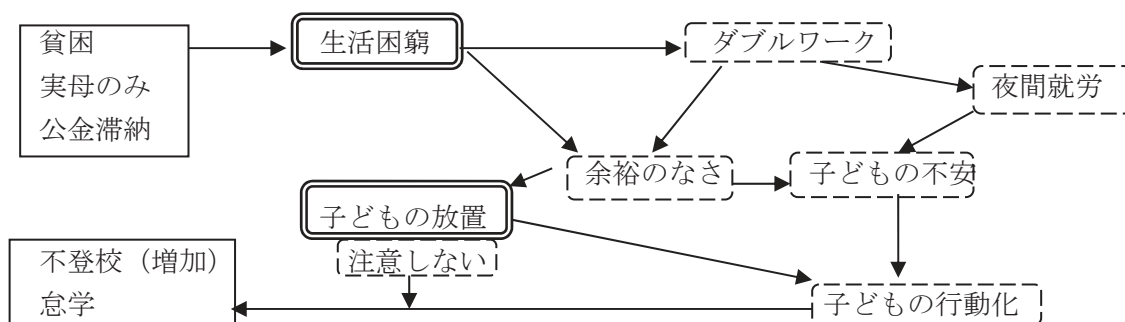 貧困
実母のみ
公金滞納
生活困窮
ダブルワーク
夜間就労
余裕のなさ
子どもの不安
子どもの放置
注意しない
不登校（増加）
怠学
子どもの行動化